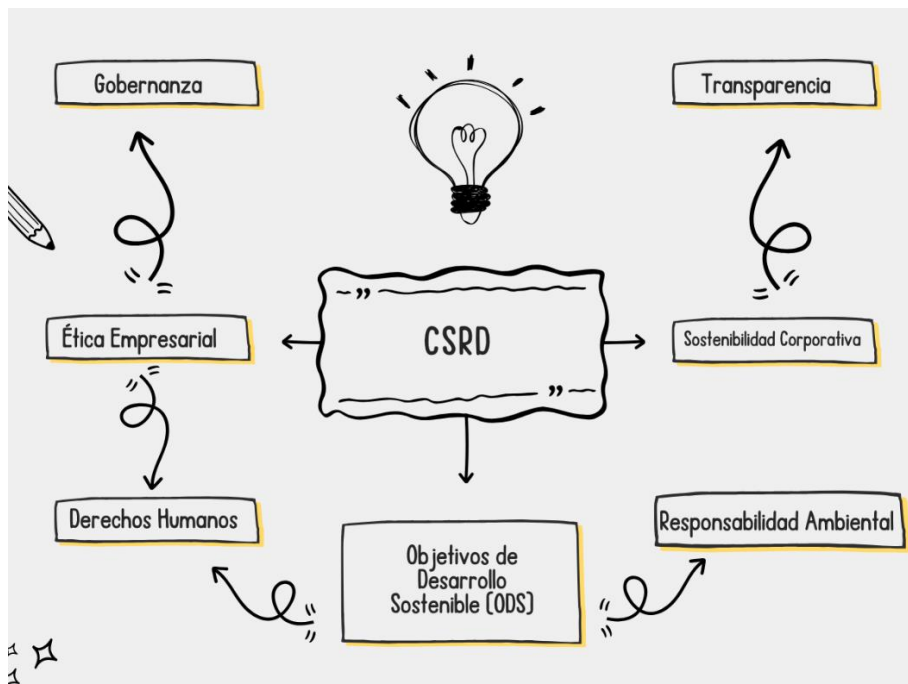 Gobernanza
Transparencia
Ética Empresarial
CSRD
Sostenibilidad Corporativa
Derechos Humanos
Objetivos de
Desarrollo
Sostenible (ODS)
Responsabilidad Ambiental